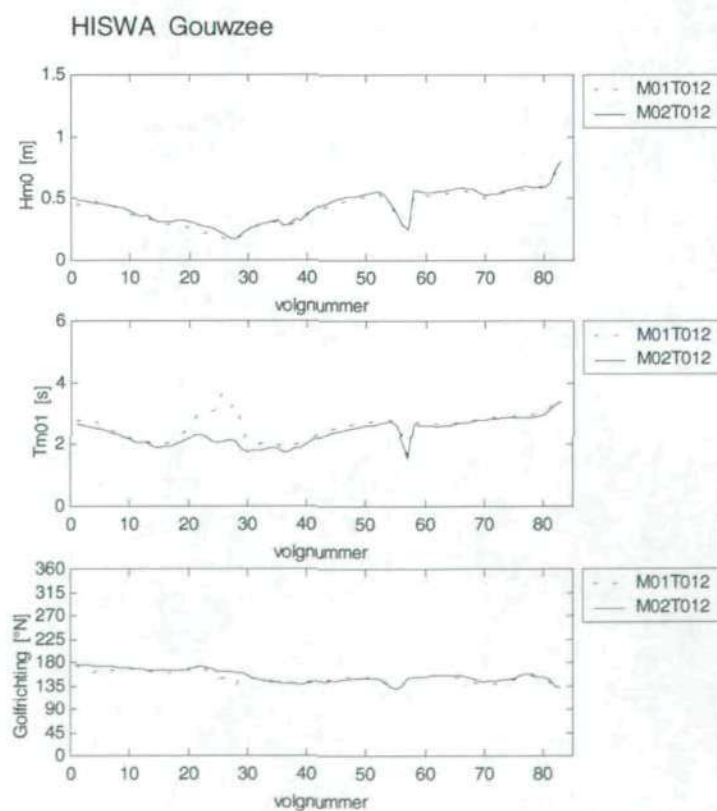 HISWA Gouwzee
1.5
1
0.5
0
Hm0 [m]
0 10 20 30 40 50 60 70 80
volgnummer
M01T012
M02T012
6
4
2
0
Tm01 [s]
0 10 20 30 40 50 60 70 80
volgnummer
M01T012
M02T012
360
315
270
225
180
135
90
45
0
Golfrichting [°N]
0 10 20 30 40 50 60 70 80
volgnummer
M01T012
M02T012